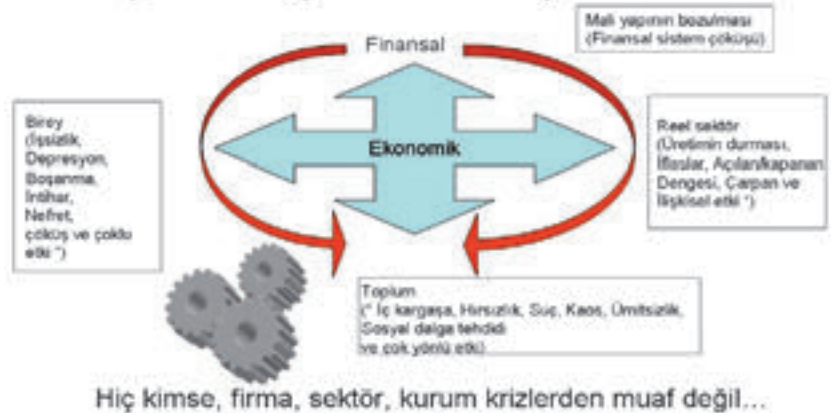 Finansal
Mali yapının bozulması
(Finansal sistem çöküşü)
Birey
(İşsizlik,
Depresyon,
Boşanma,
İntihar,
Nefret,
çöküş ve çoklu
etki *)
Ekonomik
Reel sektör
(Üretimin durması,
İflaslar, Açılan/kapanan
Dengesi, Çarpan ve
İlişkisel etki *)
Toplum
(* İç kargaşa, Hırsızlık, Suç, Kaos, Ümitsizlik,
Sosyal dalga tehdidi
ve çok yönlü etki)
Hiç kimse, firma, sektör, kurum krizlerden muaf değil...